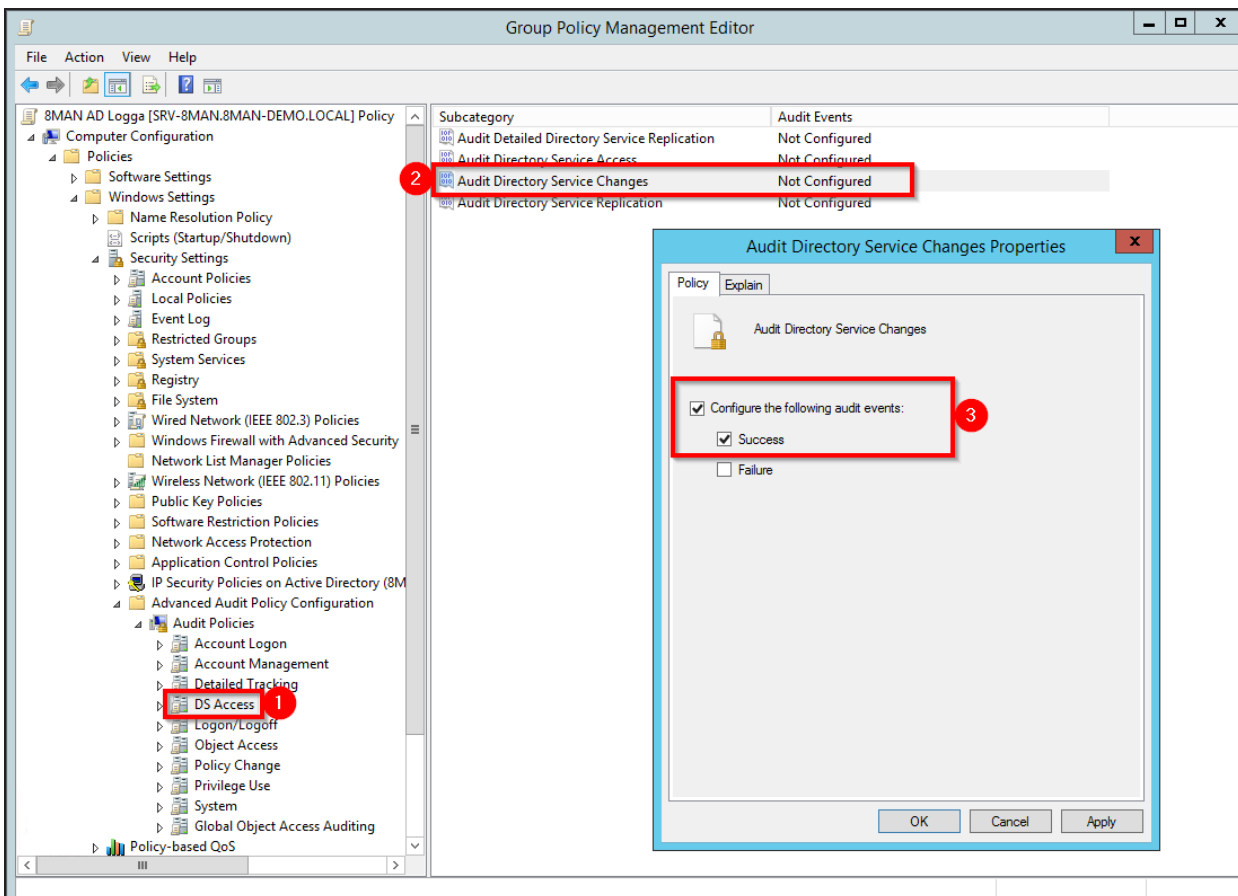 Group Policy Management Editor
File Action View Help
8MAN AD Logga [SRV-8MAN.8MAN-DEMO.LOCAL] Policy
Computer Configuration
Policies
Software Settings
Windows Settings
Name Resolution Policy
Scripts (Startup/Shutdown)
Security Settings
Account Policies
Local Policies
Event Log
Restricted Groups
System Services
Registry
File System
Wired Network (IEEE 802.3) Policies
Windows Firewall with Advanced Security
Network List Manager Policies
Wireless Network (IEEE 802.11) Policies
Public Key Policies
Software Restriction Policies
Network Access Protection
Application Control Policies
IP Security Policies on Active Directory (8M
Advanced Audit Policy Configuration
Audit Policies
Account Logon
Account Management
Detailed Tracking
DS Access 1
Logon/Logoff
Object Access
Policy Change
Privilege Use
System
Global Object Access Auditing
Policy-based QoS
Subcategory Audit Events
Audit Detailed Directory Service Replication Not Configured
Audit Directory Service Access Not Configured
2 Audit Directory Service Changes Not Configured
Audit Directory Service Replication Not Configured
Audit Directory Service Changes Properties
Policy Explain
Audit Directory Service Changes
Configure the following audit events:
3
Success
Failure
OK Cancel Apply